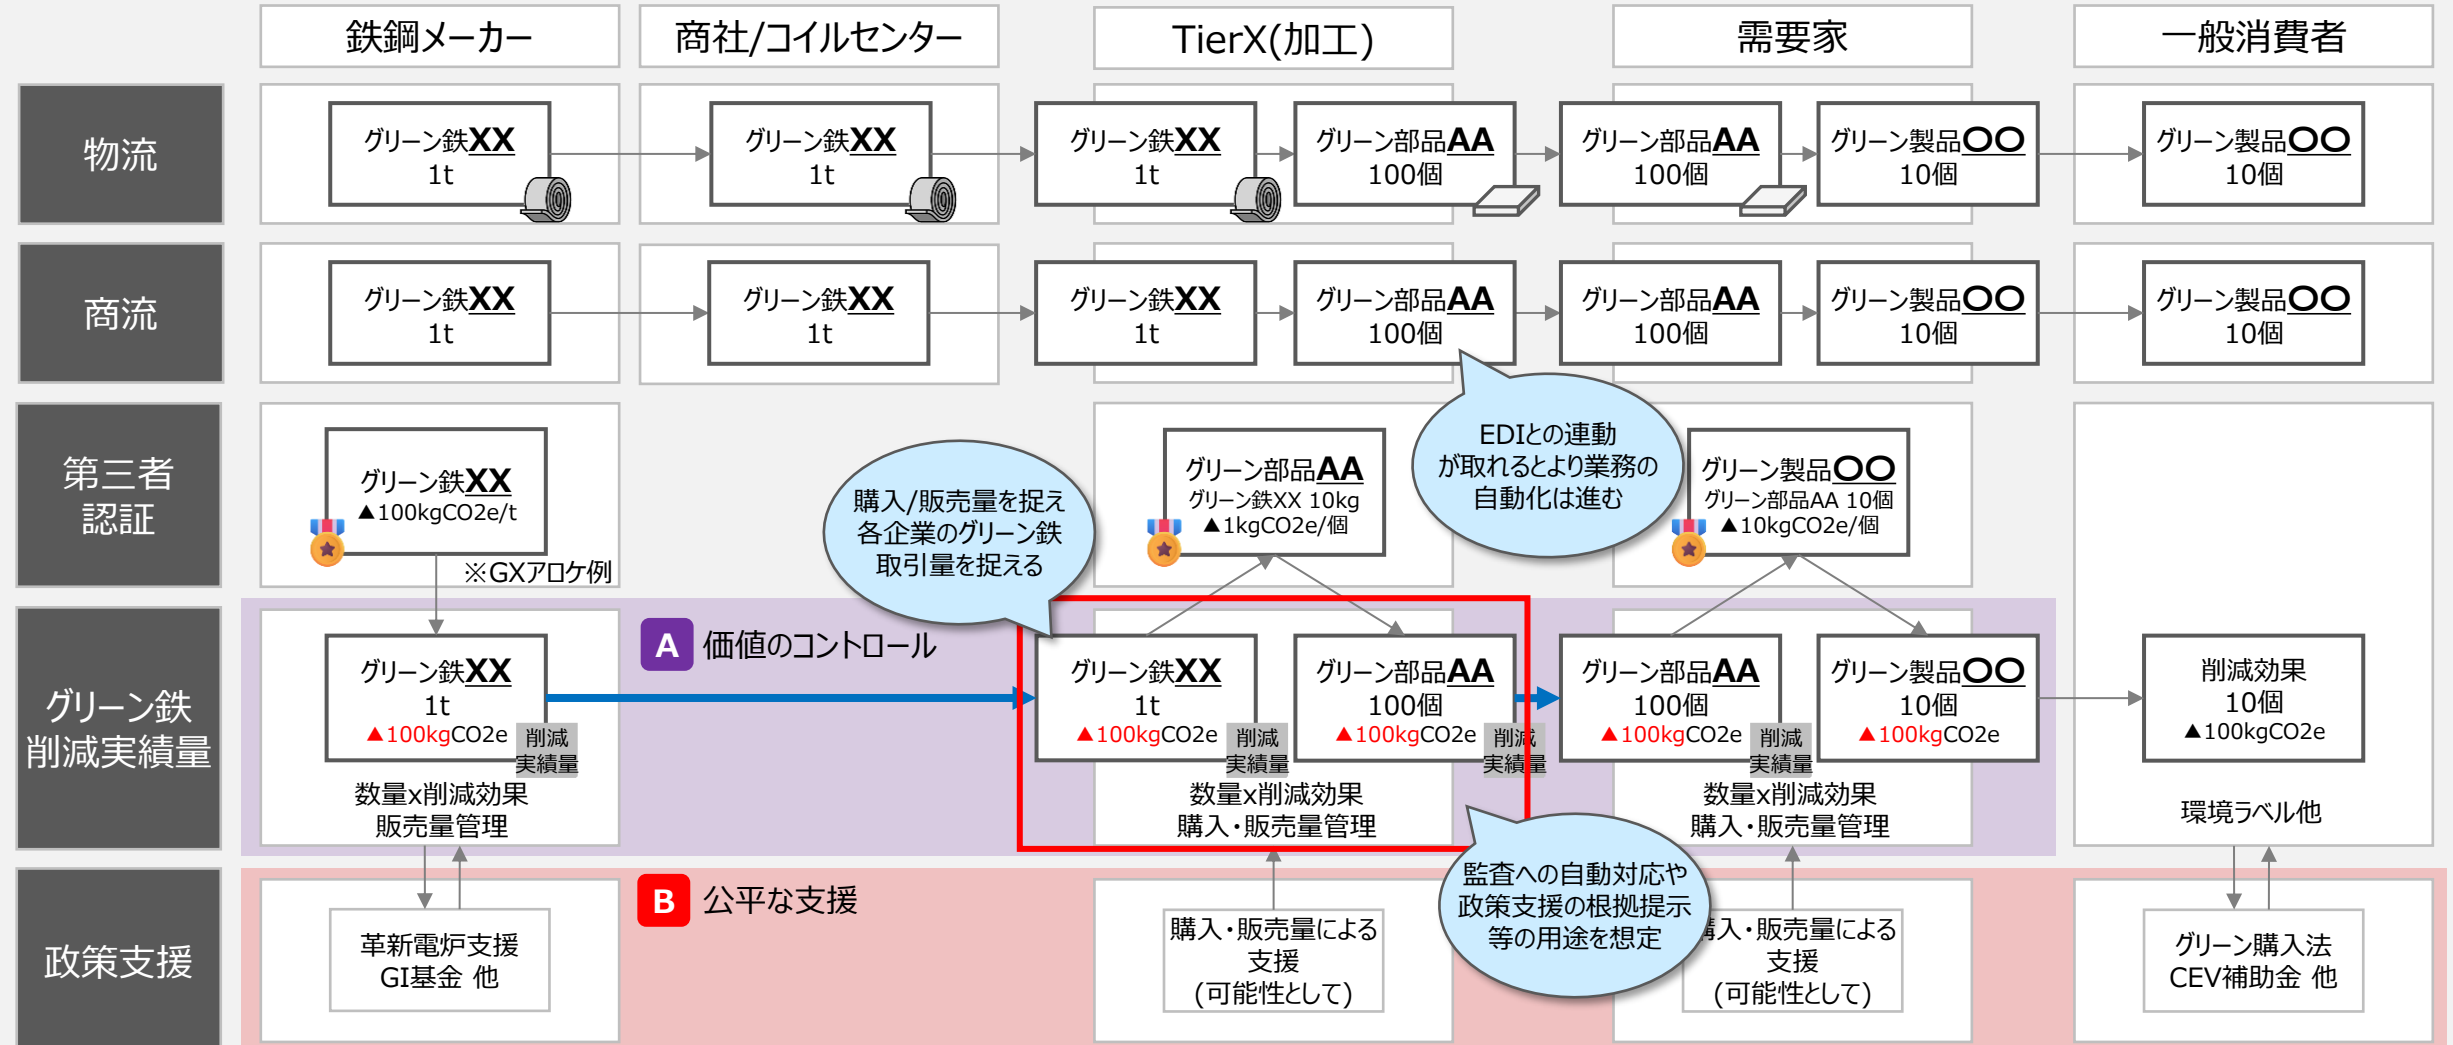 鉄鋼メーカー
商社/コイルセンター
TierX(加工)
需要家
一般消費者
物流
グリーン鉄XX
1t
グリーン鉄XX
1t
グリーン鉄XX
1t
グリーン部品AA
100個
グリーン部品AA
100個
グリーン製品〇〇
10個
グリーン製品〇〇
10個
商流
グリーン鉄XX
1t
グリーン鉄XX
1t
グリーン鉄XX
1t
グリーン部品AA
100個
グリーン部品AA
100個
グリーン製品〇〇
10個
グリーン製品〇〇
10個
第三者
認証
グリーン鉄XX
▲100kgCO2e/t
※GXアロケ例
購入/販売量を捉え
各企業のグリーン鉄
取引量を捉える
グリーン部品AA
グリーン鉄XX 10kg
▲1kgCO2e/個
EDIとの連動
が取れるとより業務の
自動化は進む
グリーン製品〇〇
グリーン部品AA 10個
▲10kgCO2e/個
グリーン鉄
削減実績量
A 価値のコントロール
グリーン鉄XX
1t
▲100kgCO2e
削減
実績量
数量x削減効果
販売量管理
グリーン鉄XX
1t
▲100kgCO2e
削減
実績量
グリーン部品AA
100個
▲100kgCO2e
削減
実績量
数量x削減効果
購入・販売量管理
グリーン部品AA
100個
▲100kgCO2e
削減
実績量
グリーン製品〇〇
10個
▲100kgCO2e
数量x削減効果
購入・販売量管理
削減効果
10個
▲100kgCO2e
環境ラベル他
政策支援
B 公平な支援
革新電炉支援
GI基金 他
購入・販売量による
支援
(可能性として)
監査への自動対応や
政策支援の根拠提示
等の用途を想定
入・販売量による
支援
(可能性として)
グリーン購入法
CEV補助金 他